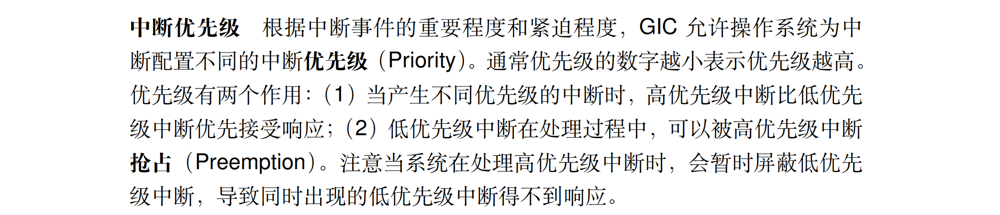 中断优先级 根据中断事件的重要程度和紧迫程度，GIC 允许操作系统为中
断配置不同的中断优先级（Priority）。通常优先级的数字越小表示优先级越高。
优先级有两个作用：（1）当产生不同优先级的中断时，高优先级中断比低优先
级中断优先接受响应；（2）低优先级中断在处理过程中，可以被高优先级中断
抢占（Preemption）。注意当系统在处理高优先级中断时，会暂时屏蔽低优先
级中断，导致同时出现的低优先级中断得不到响应。